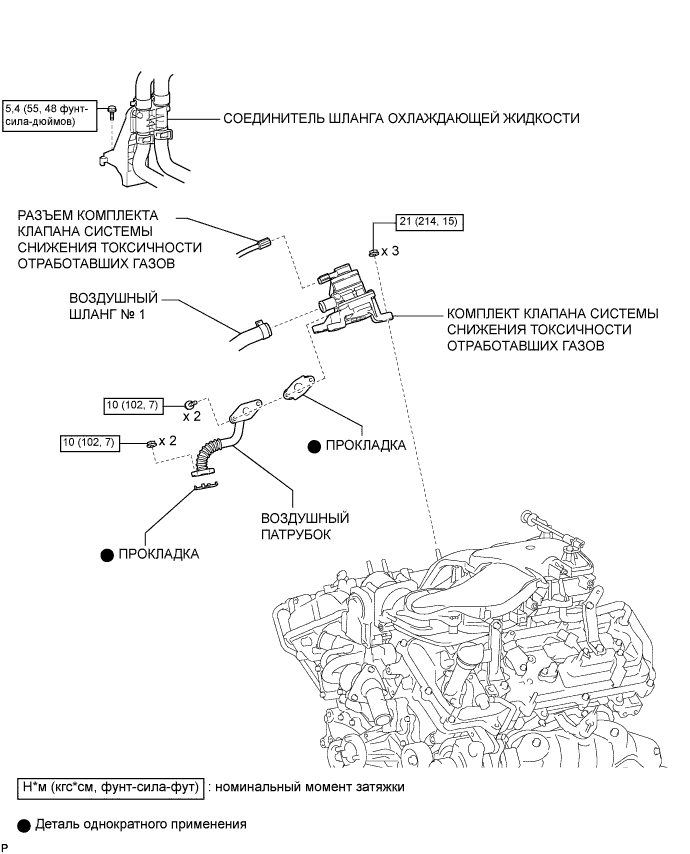 5,4 (55, 48 фунт-
сила-дюймов)
СОЕДИНИТЕЛЬ ШЛАНГА ОХЛАЖДАЮЩЕЙ ЖИДКОСТИ
РАЗЪЕМ КОМПЛЕКТА
КЛАПАНА СИСТЕМЫ
СНИЖЕНИЯ ТОКСИЧНОСТИ
ОТРАБОТАВШИХ ГАЗОВ
21 (214, 15)
x 3
ВОЗДУШНЫЙ
ШЛАНГ № 1
КОМПЛЕКТ КЛАПАНА СИСТЕМЫ
СНИЖЕНИЯ ТОКСИЧНОСТИ
ОТРАБОТАВШИХ ГАЗОВ
10 (102, 7)
x 2
10 (102, 7)
x 2
● ПРОКЛАДКА
ВОЗДУШНЫЙ
ПАТРУБОК
● ПРОКЛАДКА
Н*м (кгс*см, фунт-сила-фут) : номинальный момент затяжки
● Деталь однократного применения
P